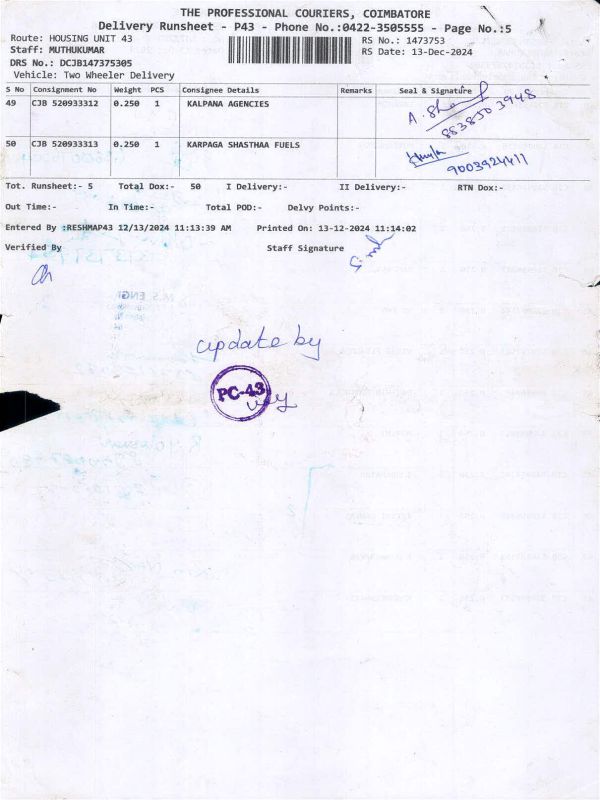 THE PROFESSIONAL COURIERS, COIMBATORE
Delivery Runsheet - P43 - Phone No.:0422-3505555 - Page No.:5
Route: HOUSING UNIT 43
RS No.: 1473753
Staff: MUTHUKUMAR
RS Date: 13-Dec-2024
DRS No.: DCJB147375305
Vehicle: Two Wheeler Delivery
S No Consignment No Weight PCS Consignee Details Remarks Seal & Signature
49 CJB 520933312 0.250 1 KALPANA AGENCIES
8838503948
50 CJB 520933313 0.250 1 KARPAGA SHASTHAA FUELS
9003924411
Tot. Runsheet:- 5 Total Dox:- 50 I Delivery:- II Delivery:- RTN Dox:-
Out Time:- In Time:- Total POD:- Delvy Points:-
Entered By :RESHMAP43 12/13/2024 11:13:39 AM Printed On: 13-12-2024 11:14:02
Verified By Staff Signature
update by
PC-43